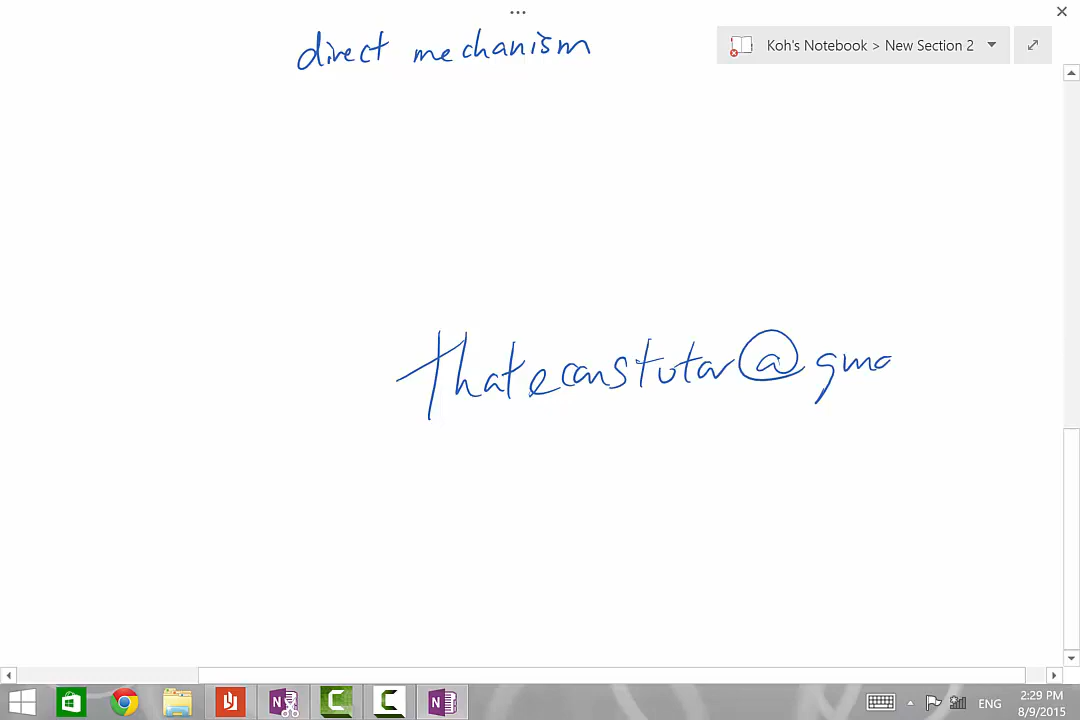 direct mechanism
Koh's Notebook > New Section 2
thateconstutor@gma
ENG
2:29 PM
8/9/2015